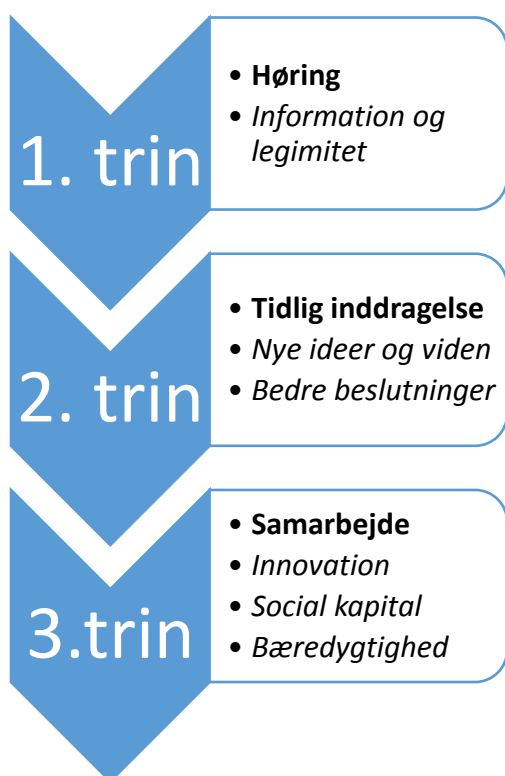 1. trin
• Høring
• Information og
legimitet
2. trin
• Tidlig inddragelse
• Nye ideer og viden
• Bedre beslutninger
3.trin
• Samarbejde
• Innovation
• Social kapital
• Bæredygtighed